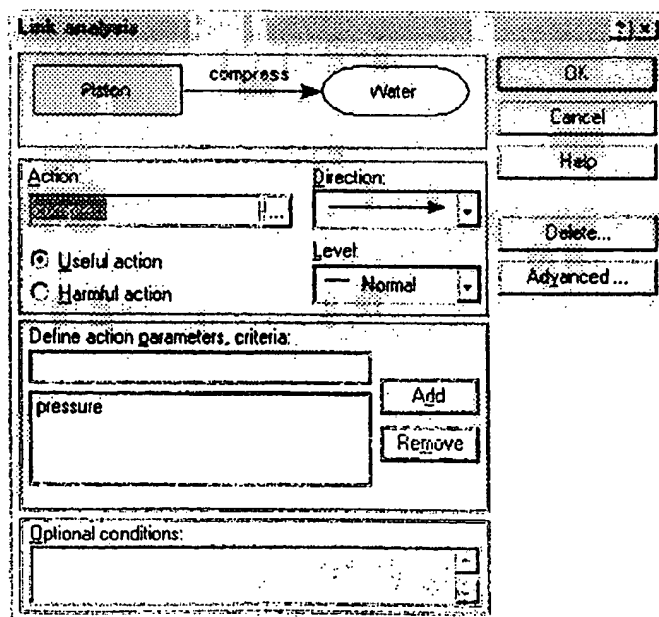 Link analysis
? x
compress
Piston
Water
OK
Cancel
Help
Delete...
Advanced ...
Action:
Direction:
...
Useful action
Harmful action
Level:
Normal
Define action parameters, criteria:
pressure
Add
Remove
Optional conditions: